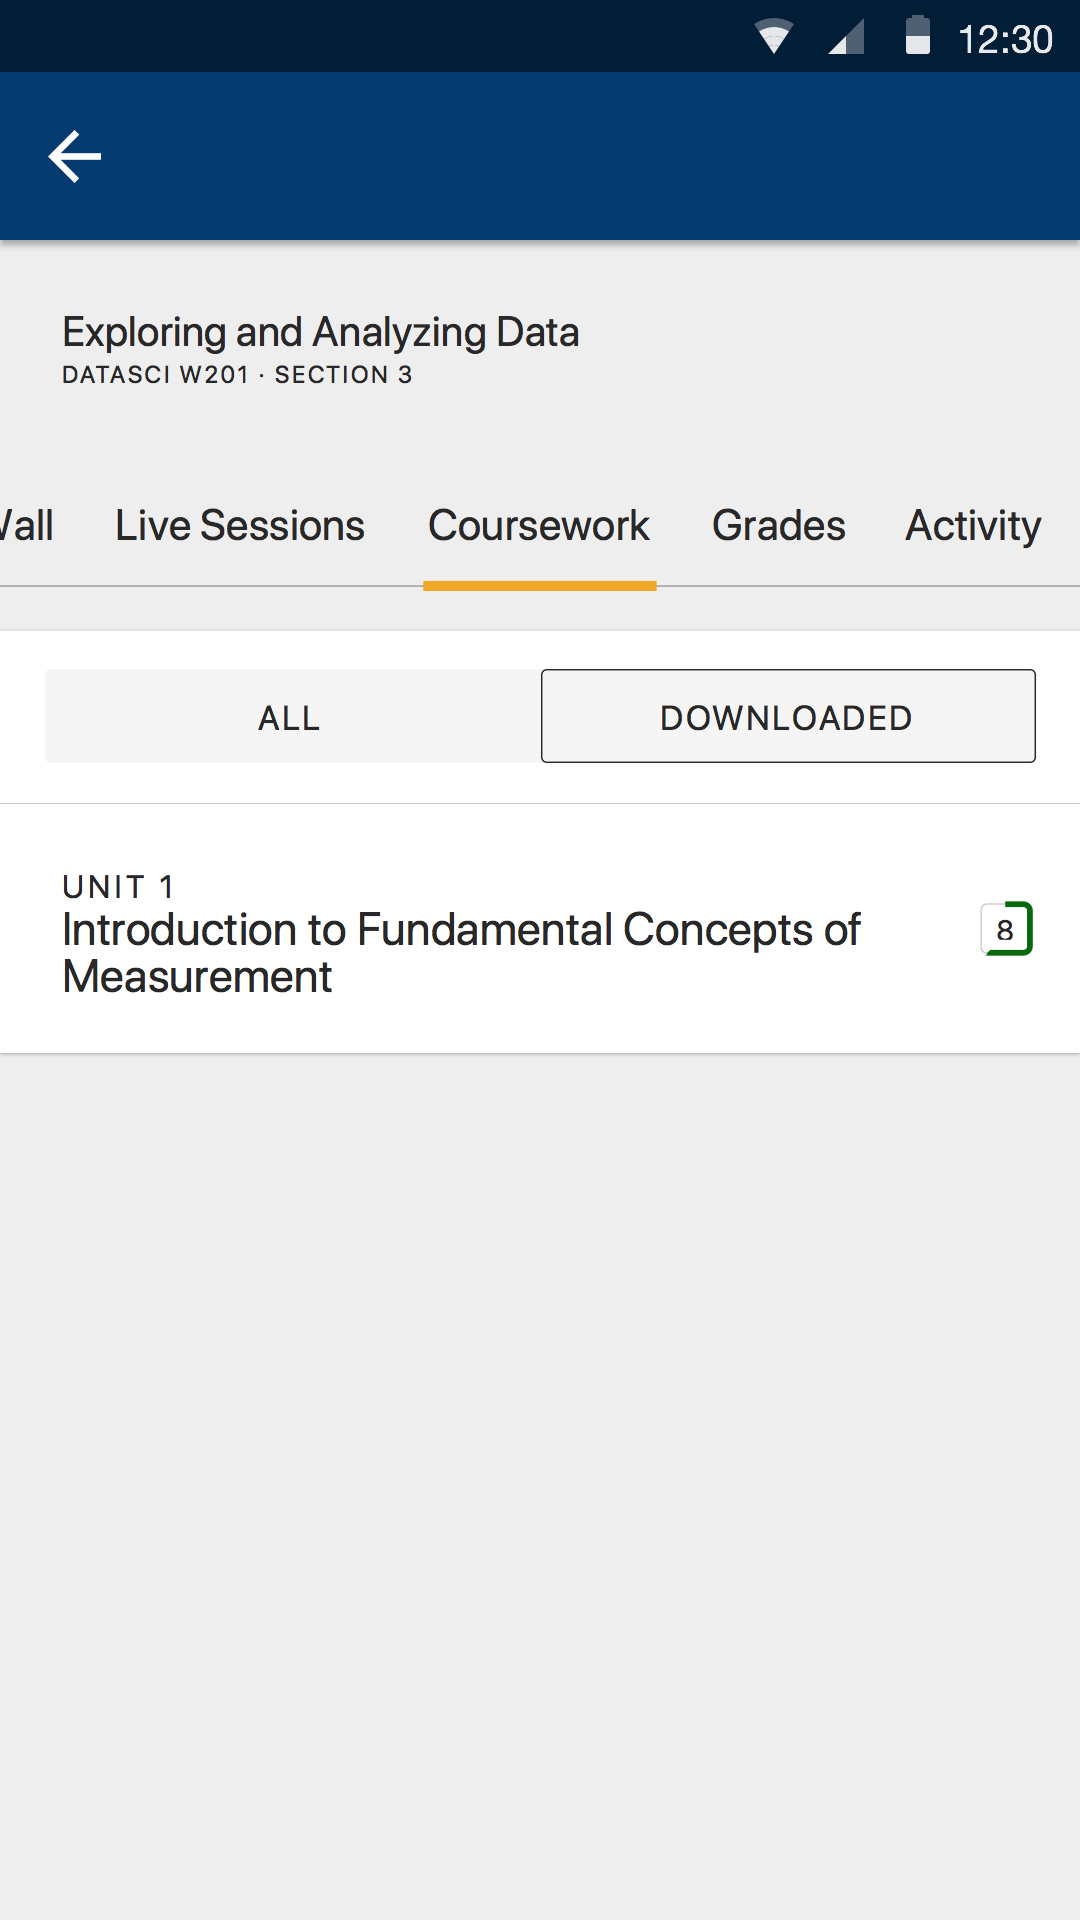 12:30
Exploring and Analyzing Data
DATASCI W201 · SECTION 3
Live Sessions Coursework Grades Activity
ALL DOWNLOADED
UNIT 1
Introduction to Fundamental Concepts of
Measurement
8